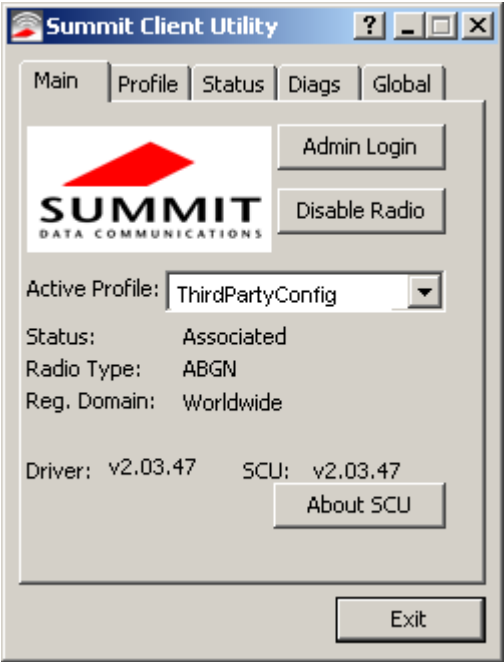 Summit Client Utility ?
Main Profile Status Diags Global
Admin Login
SUMMIT
DATA COMMUNICATIONS
Disable Radio
Active Profile: ThirdPartyConfig
Status: Associated
Radio Type: ABGN
Reg. Domain: Worldwide
Driver: v2.03.47 SCU: v2.03.47
About SCU
Exit